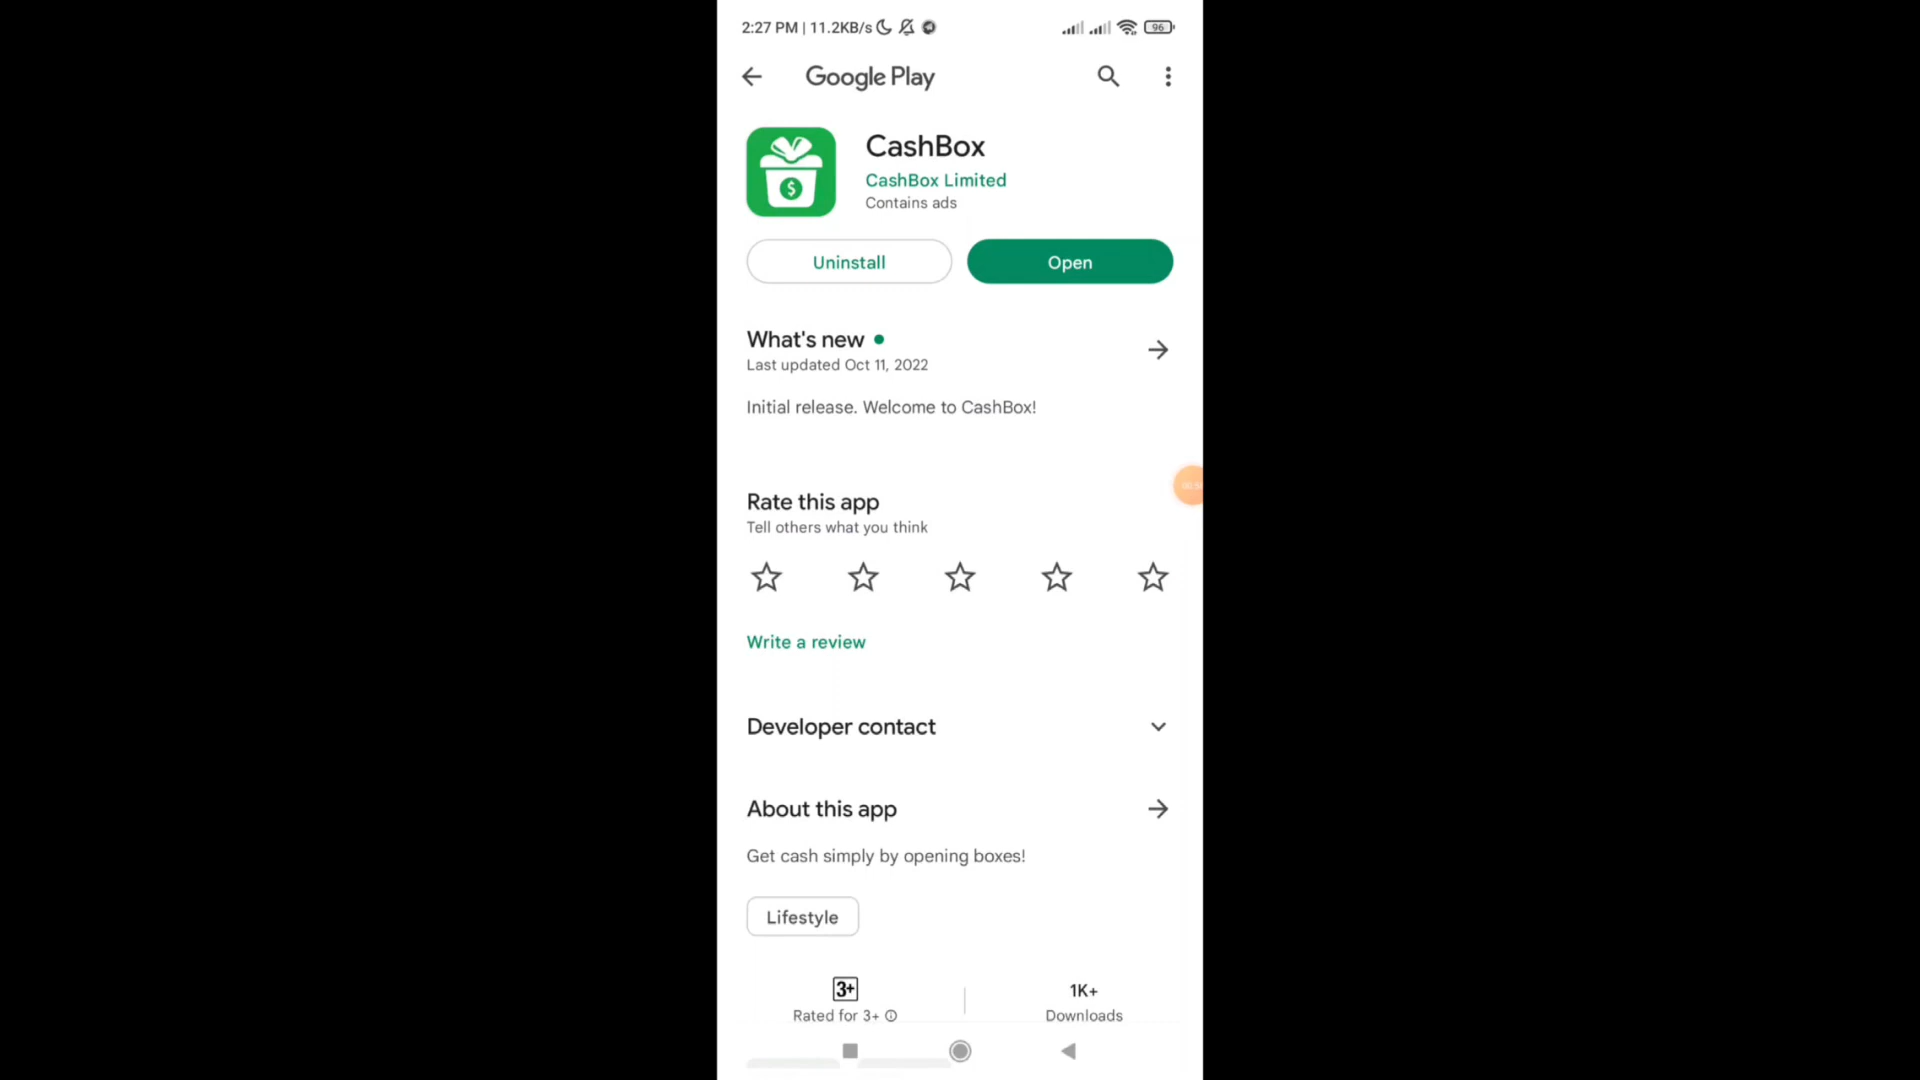 2:27 PM | 11.2KB/s
96
Google Play
CashBox
CashBox Limited
Contains ads
$
Uninstall
Open
What's new
Last updated Oct 11, 2022
Initial release. Welcome to CashBox!
Rate this app
Tell others what you think
Write a review
Developer contact
About this app
Get cash simply by opening boxes!
Lifestyle
3+
Rated for 3+
1K+
Downloads